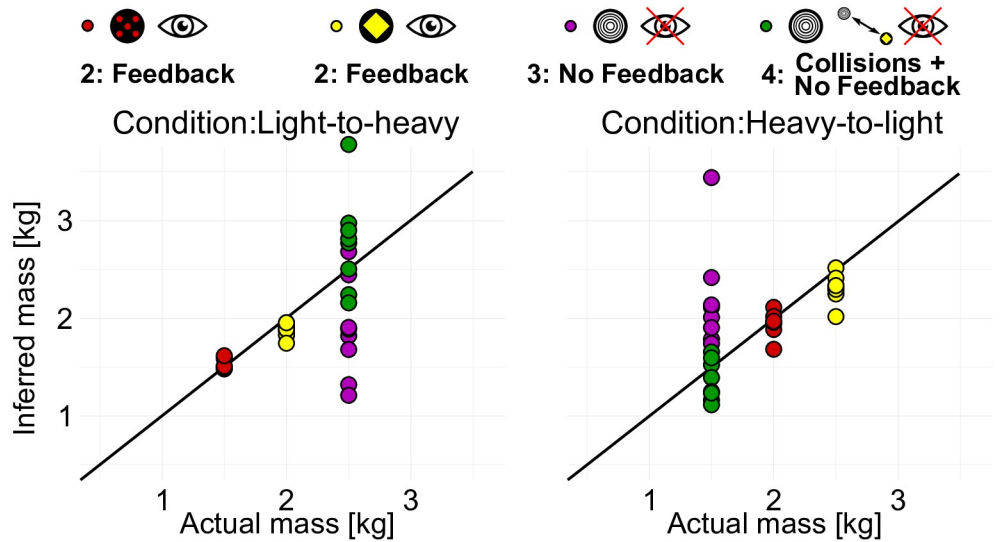 2: Feedback
2: Feedback
3: No Feedback
4: Collisions +
No Feedback
Condition:Light-to-heavy
Condition:Heavy-to-light
Inferred mass [kg]
3
2
1
1 2 3
1 2 3
Actual mass [kg]
Actual mass [kg]